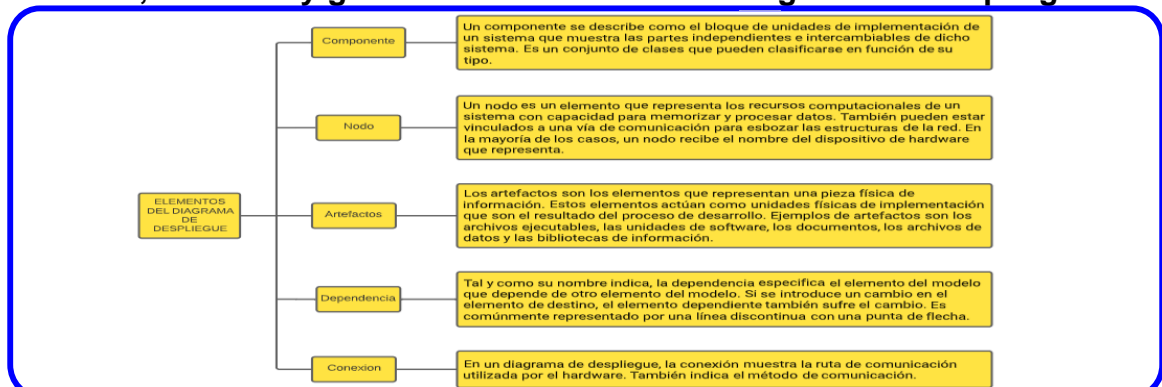 ELEMENTOS
DEL DIAGRAMA
DE
DESPLIEGUE
Componente
Un componente se describe como el bloque de unidades de implementación de
un sistema que muestra las partes independientes e intercambiables de dicho
sistema. Es un conjunto de clases que pueden clasificarse en función de su
tipo.
Nodo
Un nodo es un elemento que representa los recursos computacionales de un
sistema con capacidad para memorizar y procesar datos. También pueden estar
vinculados a una vía de comunicación para esbozar las estructuras de la red. En
la mayoría de los casos, un nodo recibe el nombre del dispositivo de hardware
que representa.
Artefactos
Los artefactos son los elementos que representan una pieza física de
información. Estos elementos actúan como unidades físicas de implementación
que son el resultado del proceso de desarrollo. Ejemplos de artefactos son los
archivos ejecutables, las unidades de software, los documentos, los archivos de
datos y las bibliotecas de información.
Dependencia
Tal y como su nombre indica, la dependencia especifica el elemento del modelo
que depende de otro elemento del modelo. Si se introduce un cambio en el
elemento de destino, el elemento dependiente también sufre el cambio. Es
comúnmente representado por una línea discontinua con una punta de flecha.
Conexion
En un diagrama de despliegue, la conexión muestra la ruta de comunicación
utilizada por el hardware. También indica el método de comunicación.